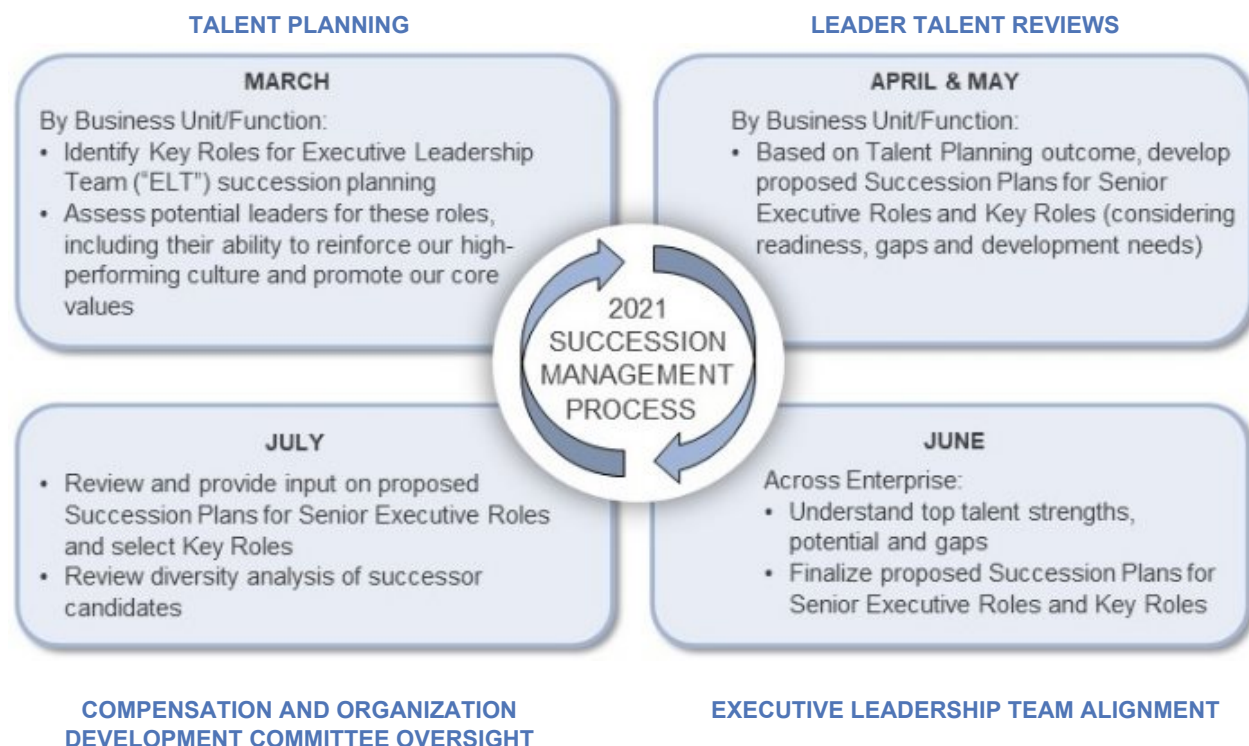 TALENT PLANNING
MARCH
By Business Unit/Function:
• Identify Key Roles for Executive Leadership
Team ("ELT") succession planning
• Assess potential leaders for these roles,
including their ability to reinforce our high-
performing culture and promote our core
values
LEADER TALENT REVIEWS
APRIL & MAY
By Business Unit/Function:
• Based on Talent Planning outcome, develop
proposed Succession Plans for Senior
Executive Roles and Key Roles (considering
readiness, gaps and development needs)
2021
SUCCESSION
MANAGEMENT
PROCESS
JUNE
Across Enterprise:
• Understand top talent strengths,
potential and gaps
• Finalize proposed Succession Plans for
Senior Executive Roles and Key Roles
EXECUTIVE LEADERSHIP TEAM ALIGNMENT
JULY
• Review and provide input on proposed
Succession Plans for Senior Executive Roles
and select Key Roles
• Review diversity analysis of successor
candidates
COMPENSATION AND ORGANIZATION
DEVELOPMENT COMMITTEE OVERSIGHT